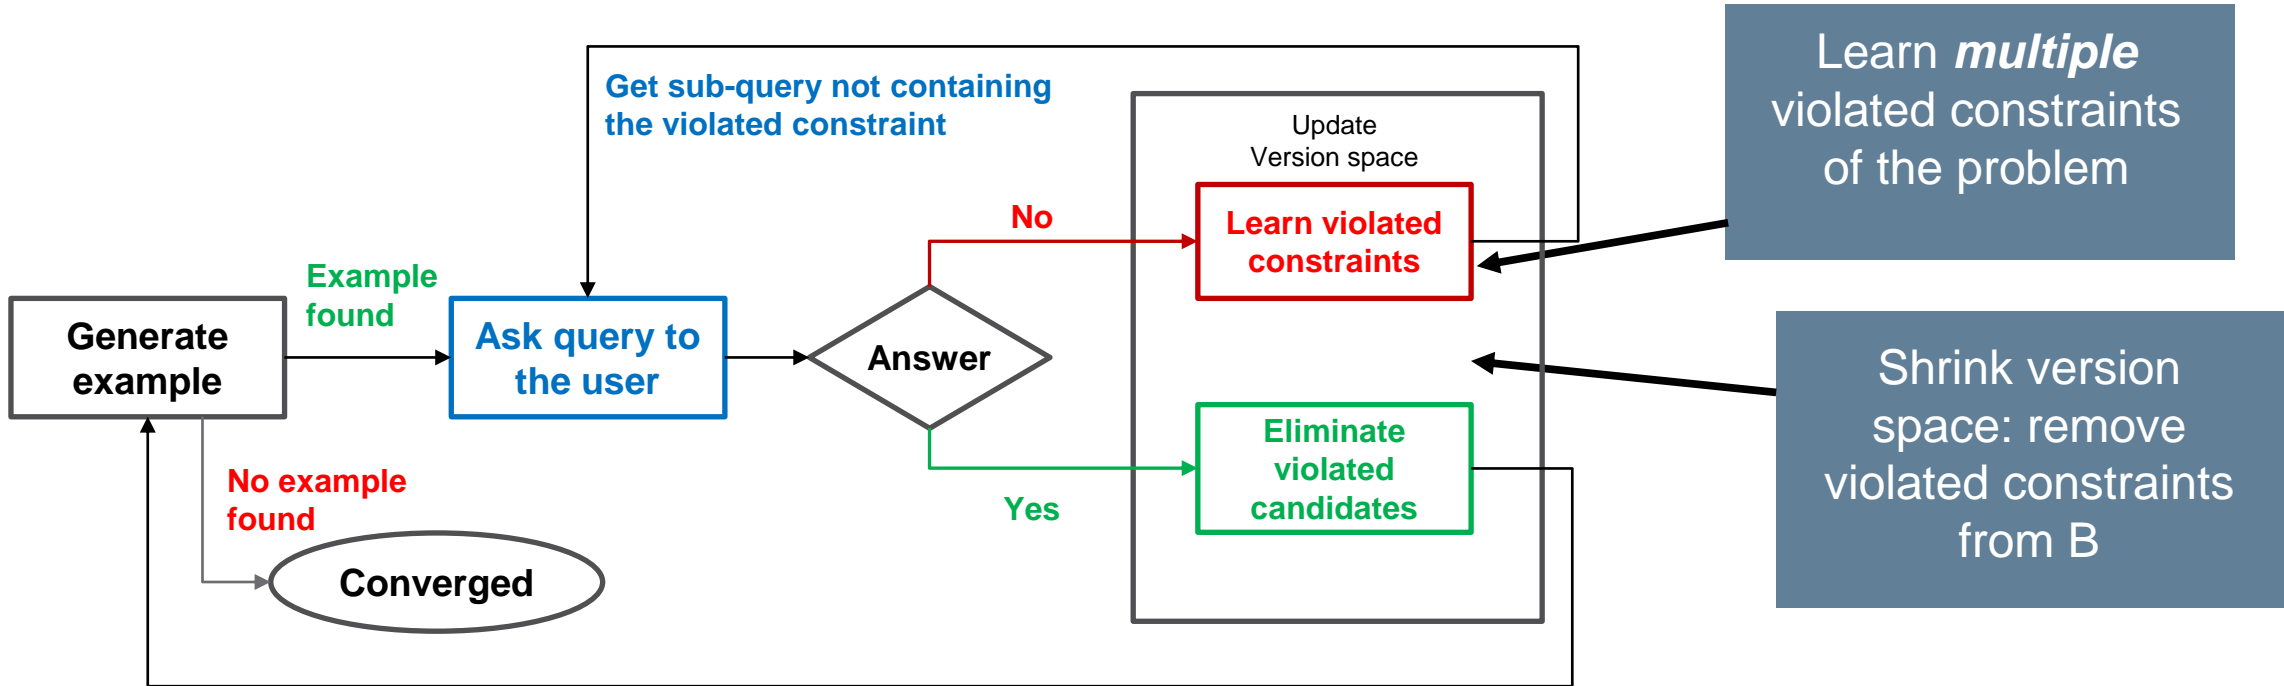 Get sub-query not containing
the violated constraint
Update
Version space
Learn multiple
violated constraints
of the problem
No
Learn violated
constraints
Example
found
Generate
example
Ask query to
the user
Answer
Shrink version
space: remove
violated constraints
from B
Eliminate
violated
candidates
Yes
No example
found
Converged